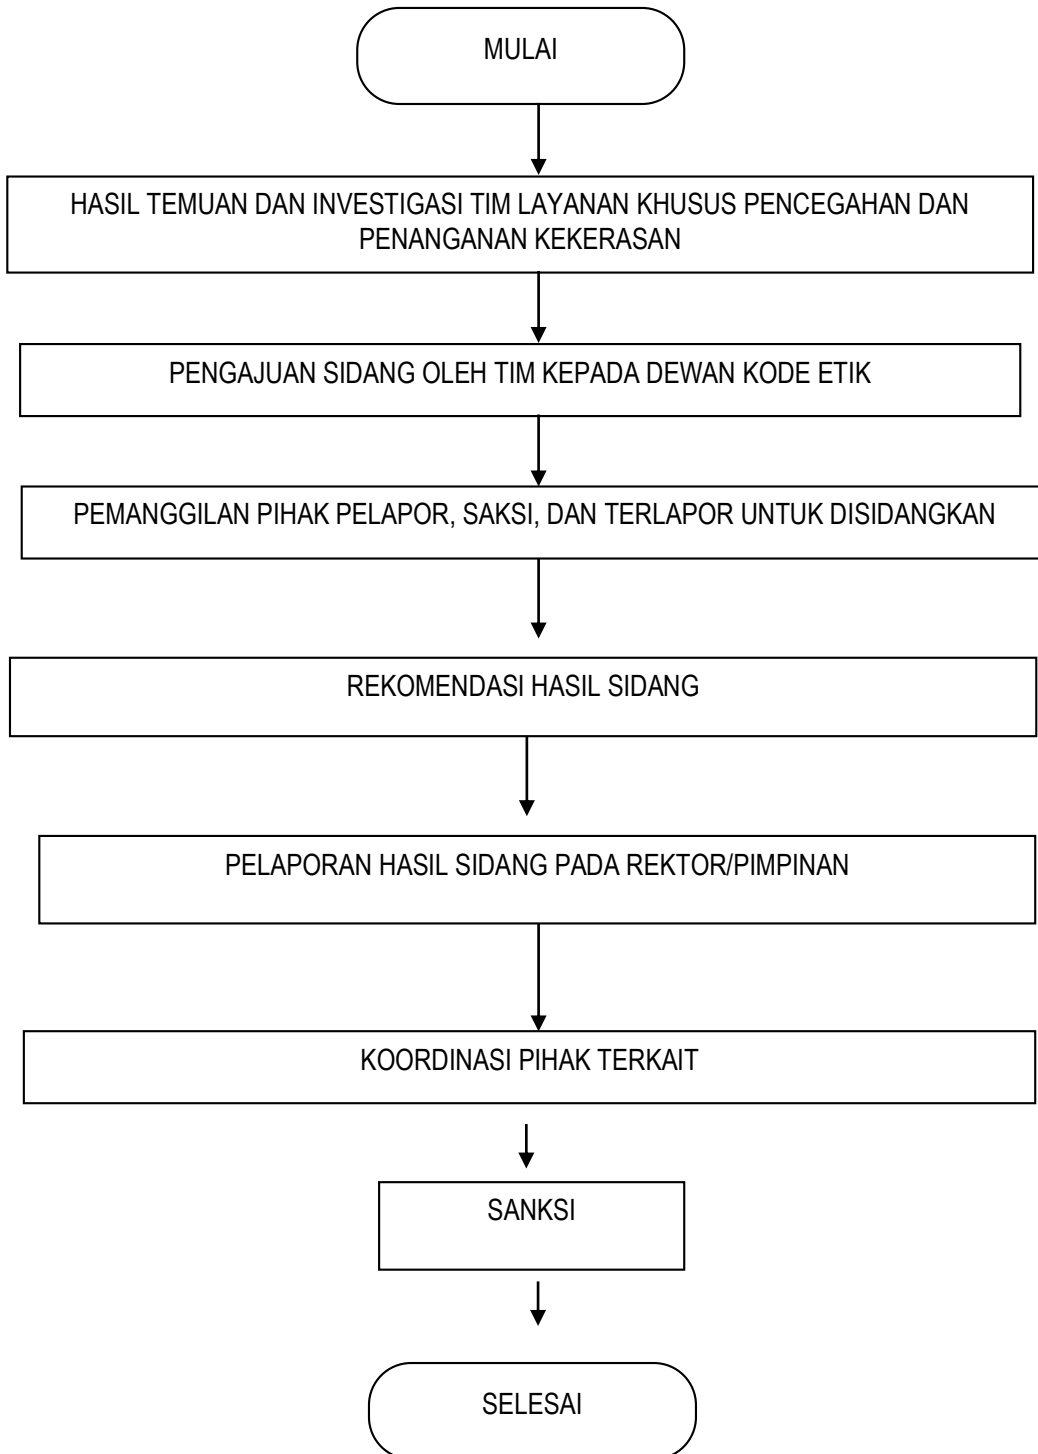 MULAI
HASIL TEMUAN DAN INVESTIGASI TIM LAYANAN KHUSUS PENCEGAHAN DAN
PENANGANAN KEKERASAN
PENGAJUAN SIDANG OLEH TIM KEPADA DEWAN KODE ETIK
PEMANGGILAN PIHAK PELAPOR, SAKSI, DAN TERLAPOR UNTUK DISIDANGKAN
REKOMENDASI HASIL SIDANG
PELAPORAN HASIL SIDANG PADA REKTOR/PIMPINAN
KOORDINASI PIHAK TERKAIT
SANKSI
SELESAI